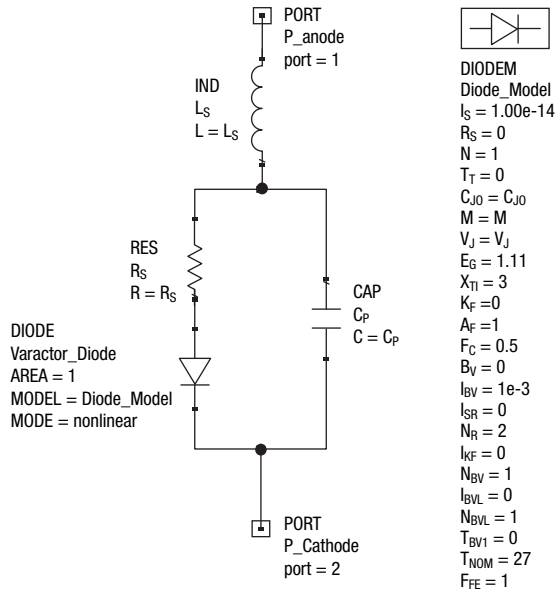 PORT
P_anode
port = 1
IND
LS
L = LS
RES
RS
R = RS
CAP
CP
C = CP
DIODE
Varactor_Diode
AREA = 1
MODEL = Diode_Model
MODE = nonlinear
PORT
P_Cathode
port = 2
DIODEM
Diode_Model
IS = 1.00e-14
RS = 0
N = 1
TT = 0
CJO = CJO
M = M
VJ = VJ
EG = 1.11
XTI = 3
KF =0
AF =1
FC = 0.5
BV = 0
IBV = 1e-3
ISR = 0
NR = 2
IKF = 0
NBV = 1
IBVL = 0
NBVL = 1
TBV1 = 0
TNOM = 27
FFE = 1